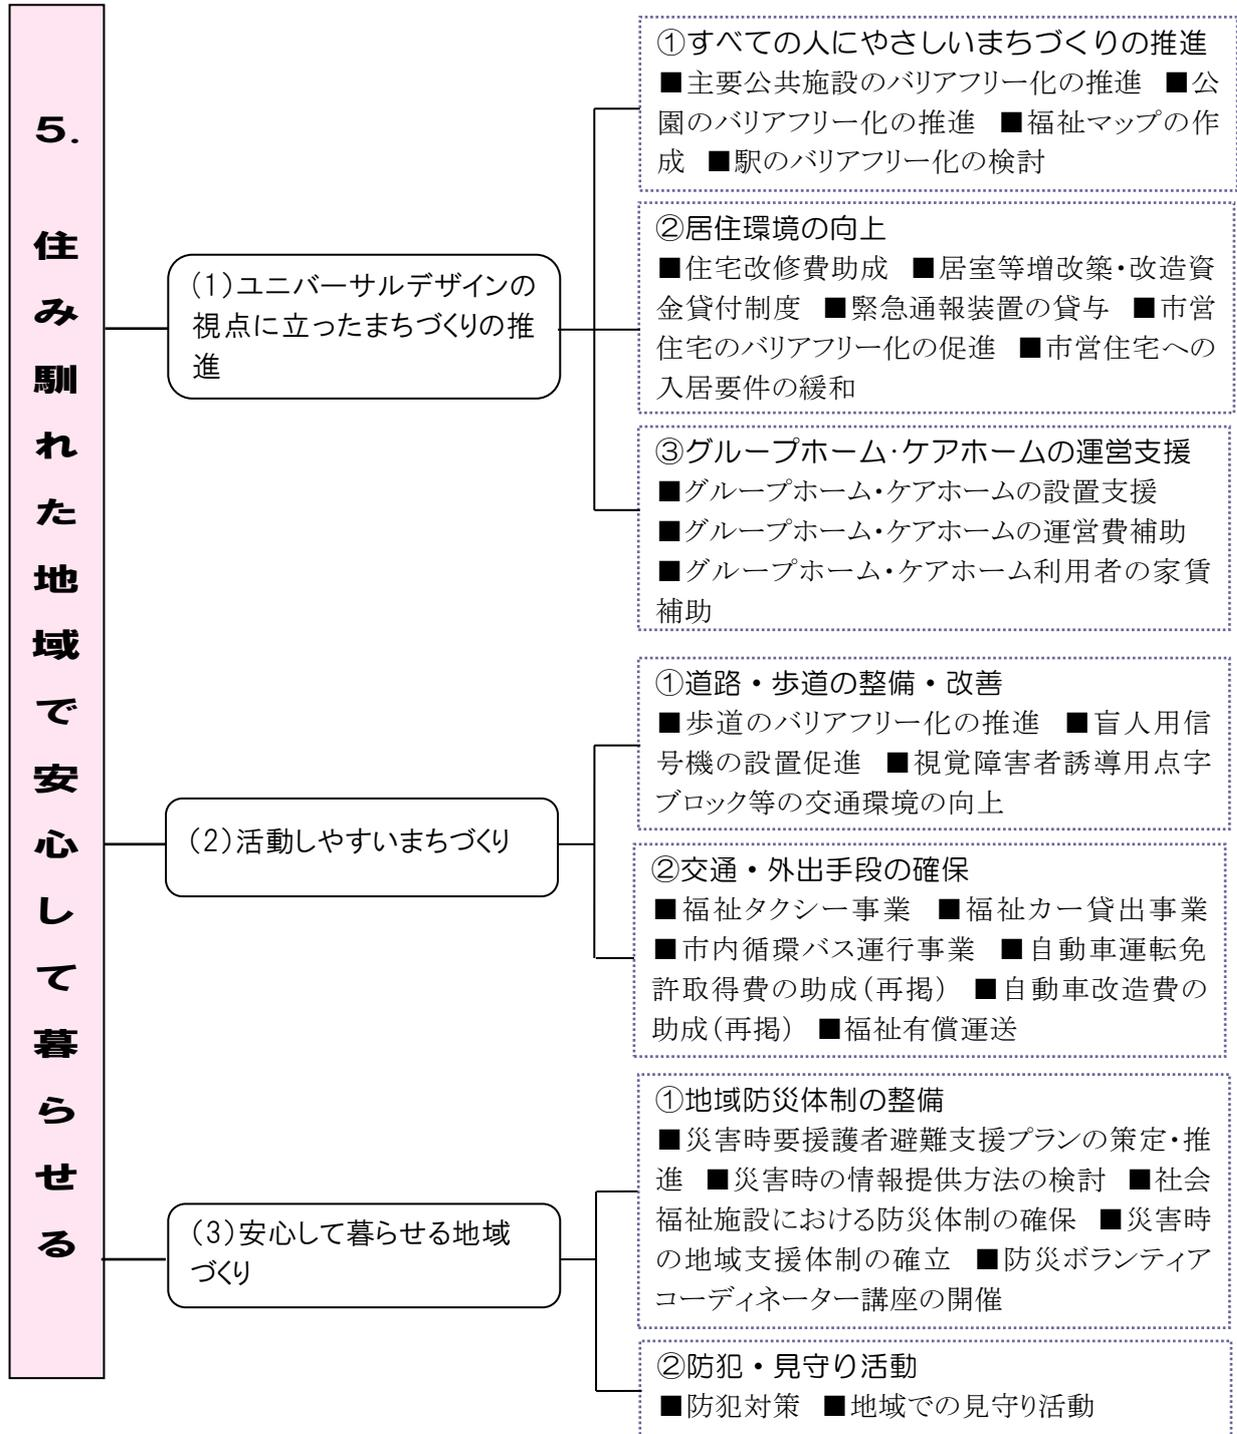 5. 住み馴れた地域で安心して暮らせる
(1)ユニバーサルデザインの
視点に立ったまちづくりの推
進
①すべての人にやさしいまちづくりの推進
■主要公共施設のバリアフリー化の推進 ■公
園のバリアフリー化の推進 ■福祉マップの作
成 ■駅のバリアフリー化の検討
②居住環境の向上
■住宅改修費助成 ■居室等増改築・改造資
金貸付制度 ■緊急通報装置の貸与 ■市営
住宅のバリアフリー化の促進 ■市営住宅への
入居要件の緩和
③グループホーム・ケアホームの運営支援
■グループホーム・ケアホームの設置支援
■グループホーム・ケアホームの運営費補助
■グループホーム・ケアホーム利用者の家賃
補助
(2)活動しやすいまちづくり
①道路・歩道の整備・改善
■歩道のバリアフリー化の推進 ■盲人用信
号機の設置促進 ■視覚障害者誘導用点字
ブロック等の交通環境の向上
②交通・外出手段の確保
■福祉タクシー事業 ■福祉カー貸出事業
■市内循環バス運行事業 ■自動車運転免
許取得費の助成(再掲) ■自動車改造費の
助成(再掲) ■福祉有償運送
(3)安心して暮らせる地域
づくり
①地域防災体制の整備
■災害時要援護者避難支援プランの策定・推
進 ■災害時の情報提供方法の検討 ■社会
福祉施設における防災体制の確保 ■災害時
の地域支援体制の確立 ■防災ボランティア
コーディネーター講座の開催
②防犯・見守り活動
■防犯対策 ■地域での見守り活動